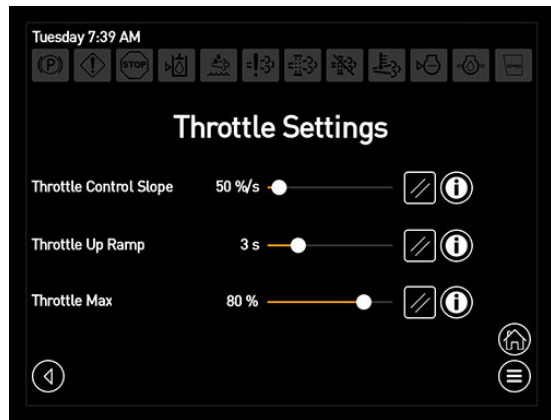 Tuesday 7:39 AM
(P) STOP
Throttle Settings
Throttle Control Slope 50 %/s
Throttle Up Ramp 3 s
Throttle Max 80 %